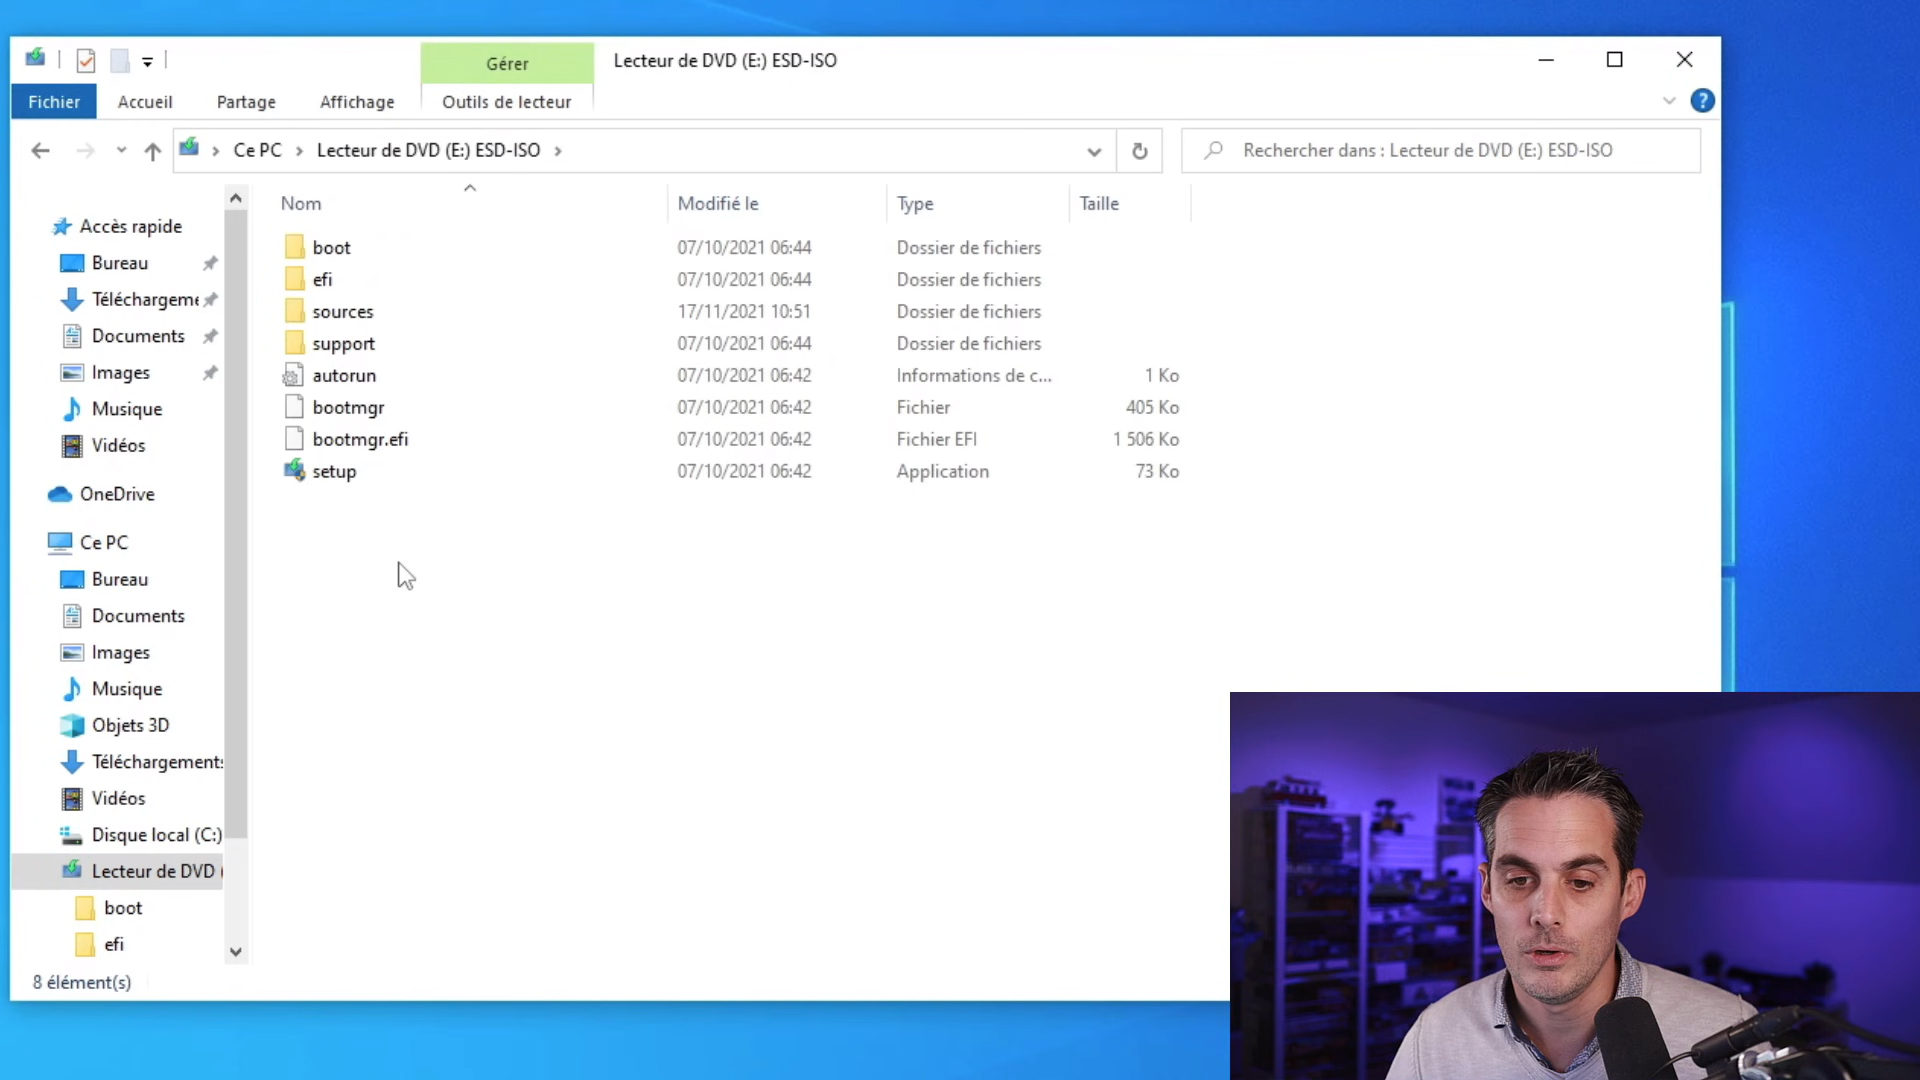 Gérer
Lecteur de DVD (E:) ESD-ISO
Fichier
Accueil
Partage
Affichage
Outils de lecteur
Ce PC
Lecteur de DVD (E:) ESD-ISO
Rechercher dans : Lecteur de DVD (E:) ESD-ISO
Nom
Modifié le
Type
Taille
boot 07/10/2021 06:44 Dossier de fichiers
efi 07/10/2021 06:44 Dossier de fichiers
sources 17/11/2021 10:51 Dossier de fichiers
support 07/10/2021 06:44 Dossier de fichiers
autorun 07/10/2021 06:42 Informations de c... 1 Ko
bootmgr 07/10/2021 06:42 Fichier 405 Ko
bootmgr.efi 07/10/2021 06:42 Fichier EFI 1 506 Ko
setup 07/10/2021 06:42 Application 73 Ko
Accès rapide
Bureau
Téléchargeme
Documents
Images
Musique
Vidéos
OneDrive
Ce PC
Bureau
Documents
Images
Musique
Objets 3D
Téléchargements
Vidéos
Disque local (C:)
Lecteur de DVD (
boot
efi
8 élément(s)